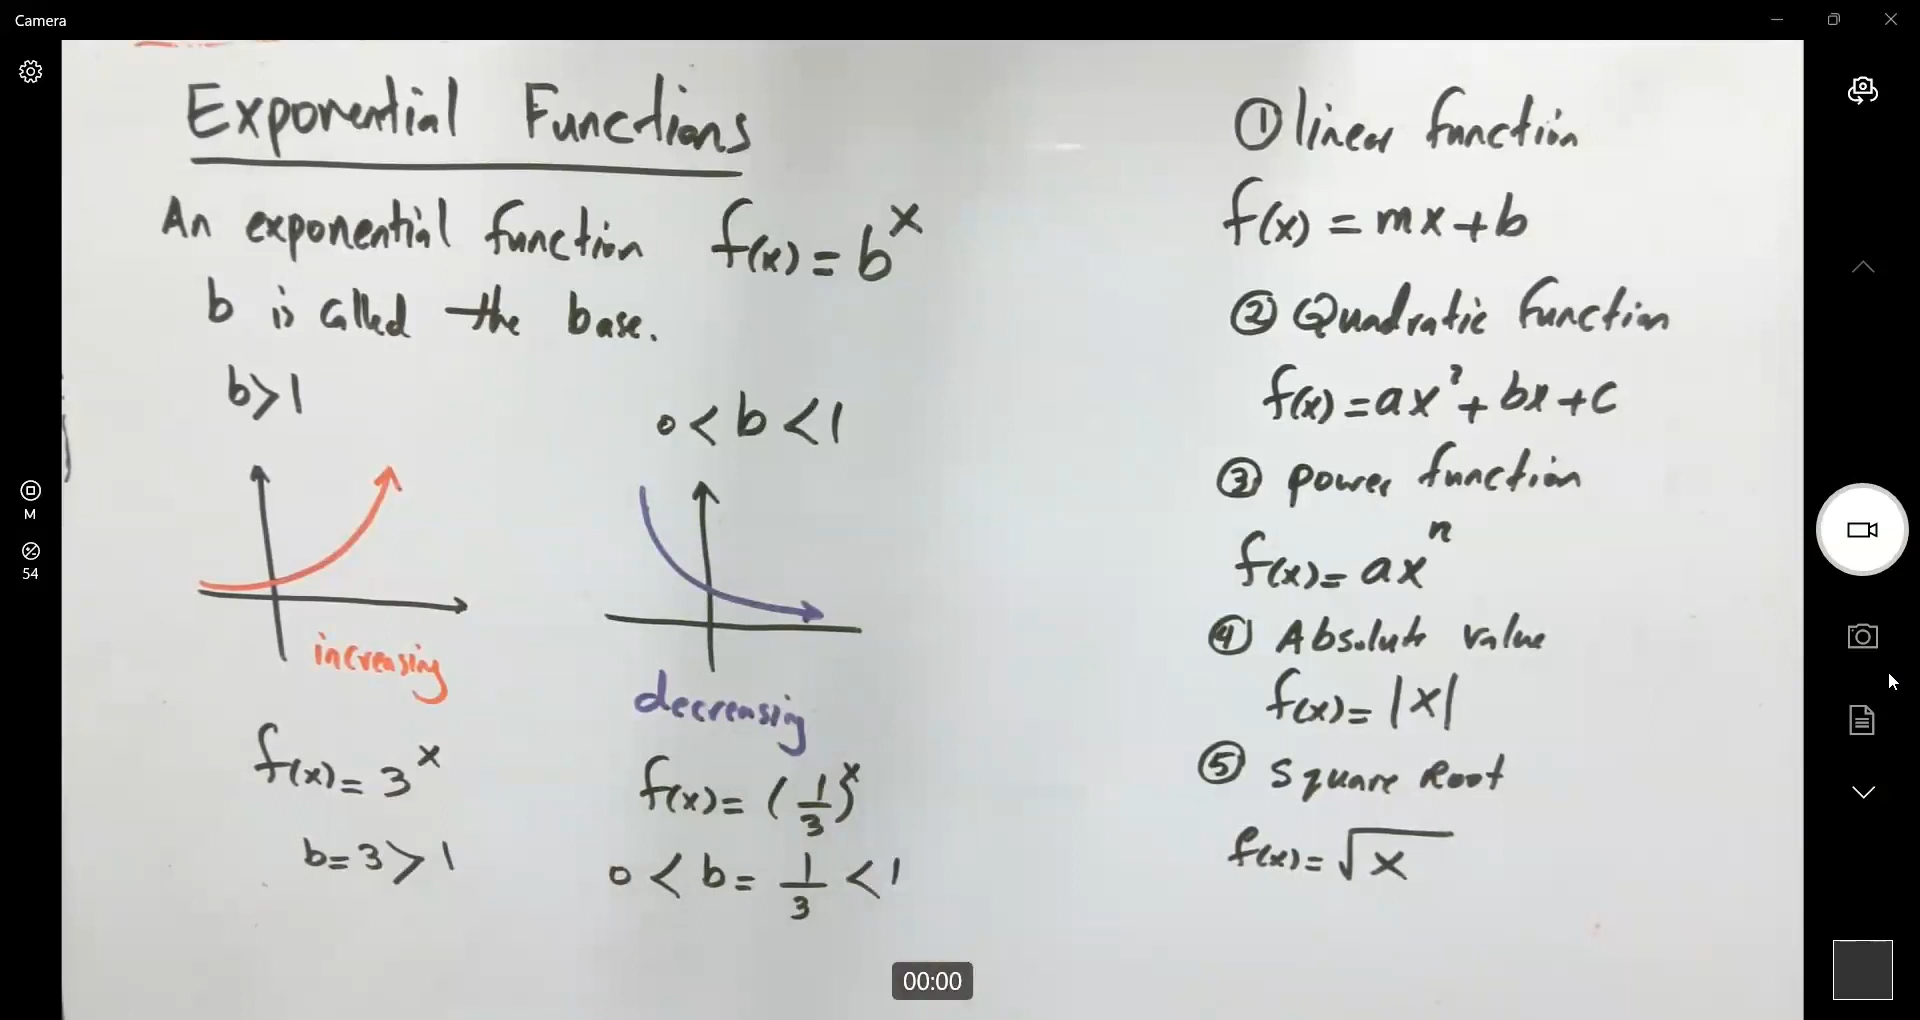 Camera
Exponential Functions
An exponential function f(x) = b^x
b is called the base.
b > 1
0 < b < 1
increasing
decreasing
f(x) = 3^x
f(x) = (1/3)^x
b = 3 > 1
0 < b = 1/3 < 1
① linear function
f(x) = mx + b
② Quadratic function
f(x) = ax² + bx + c
③ power function
f(x) = ax^n
④ Absolute value
f(x) = |x|
⑤ Square Root
f(x) = √x
M
54
00:00